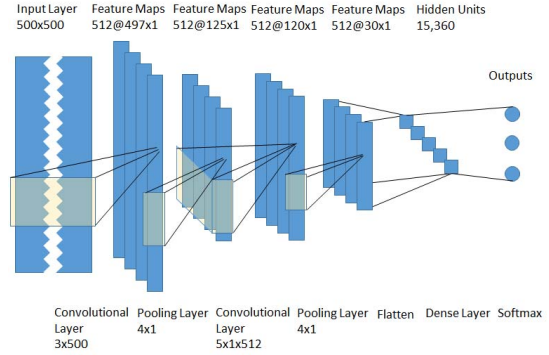 Input Layer
500x500
Feature Maps
512@497x1
Feature Maps
512@125x1
Feature Maps
512@120x1
Feature Maps
512@30x1
Hidden Units
15,360
Outputs
Convolutional
Layer
3x500
Pooling Layer
4x1
Convolutional
Layer
5x1x512
Pooling Layer
4x1
Flatten
Dense Layer
Softmax